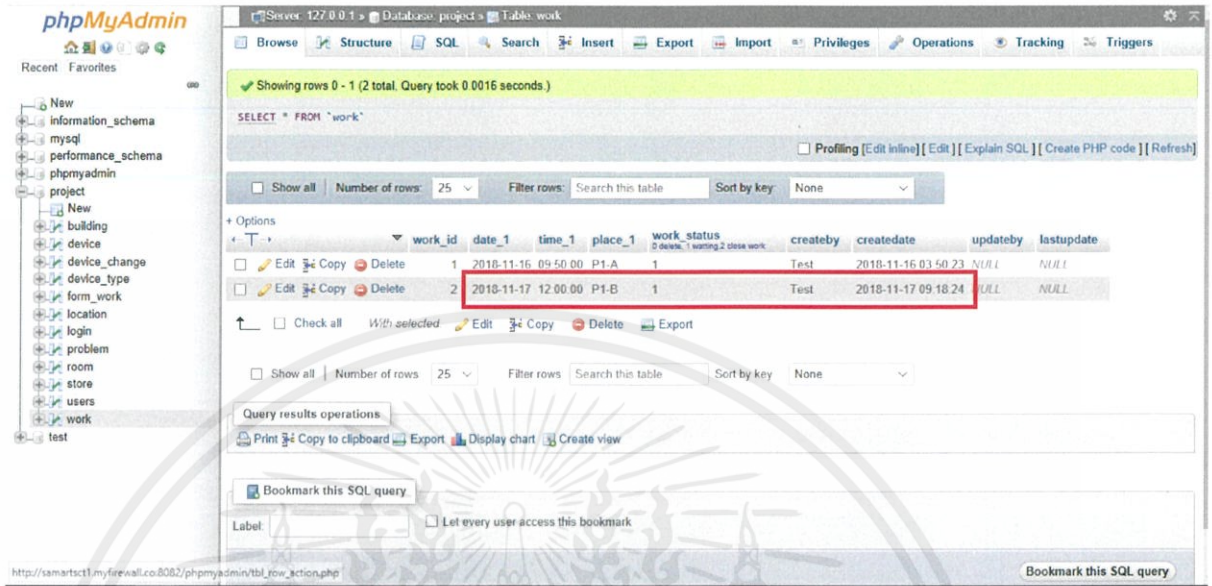 phpMyAdmin
Recent Favorites
New
information_schema
mysql
performance_schema
phpmyadmin
project
New
building
device
device_change
device_type
form_work
location
login
problem
room
store
users
work
test
Server: 127.0.0.1 » Database: project » Table: work
Browse Structure SQL Search Insert Export Import Privileges Operations Tracking Triggers
Showing rows 0 - 1 (2 total, Query took 0.0016 seconds.)
SELECT * FROM `work`
Profiling [Edit inline] [ Edit ] [ Explain SQL ] [ Create PHP code ] [ Refresh]
Show all Number of rows: 25 Filter rows: Search this table Sort by key: None
+ Options
work_id date_1 time_1 place_1 work_status createby createdate updateby lastupdate
0 delete, 1 waiting,2 close work
Edit Copy Delete 1 2018-11-16 09:50:00 P1-A 1 Test 2018-11-16 03:50:23 NULL NULL
Edit Copy Delete 2 2018-11-17 12:00:00 P1-B 1 Test 2018-11-17 09:18:24 NULL NULL
Check all With selected Edit Copy Delete Export
Show all Number of rows 25 Filter rows Search this table Sort by key None
Query results operations
Print Copy to clipboard Export Display chart Create view
Bookmark this SQL query
Label: Let every user access this bookmark
http://samartsct1.myfirewall.co:8082/phpmyadmin/tbl_row_action.php
Bookmark this SQL query